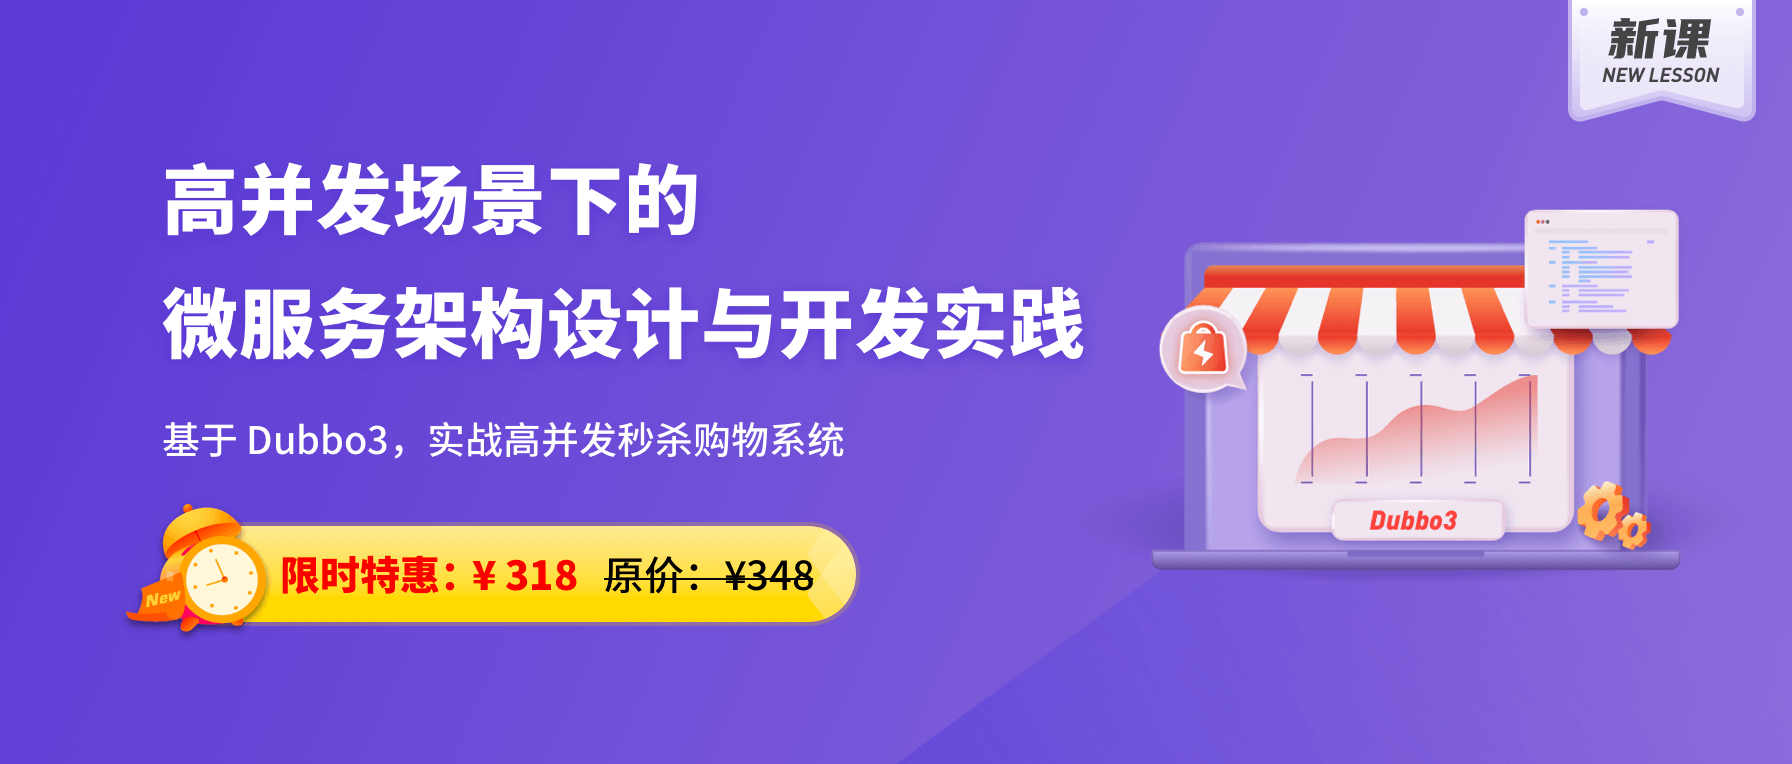 新课
NEW LESSON
高并发场景下的
微服务架构设计与开发实践
基于 Dubbo3，实战高并发秒杀购物系统
New
限时特惠：¥ 318 原价：¥348
Dubbo3